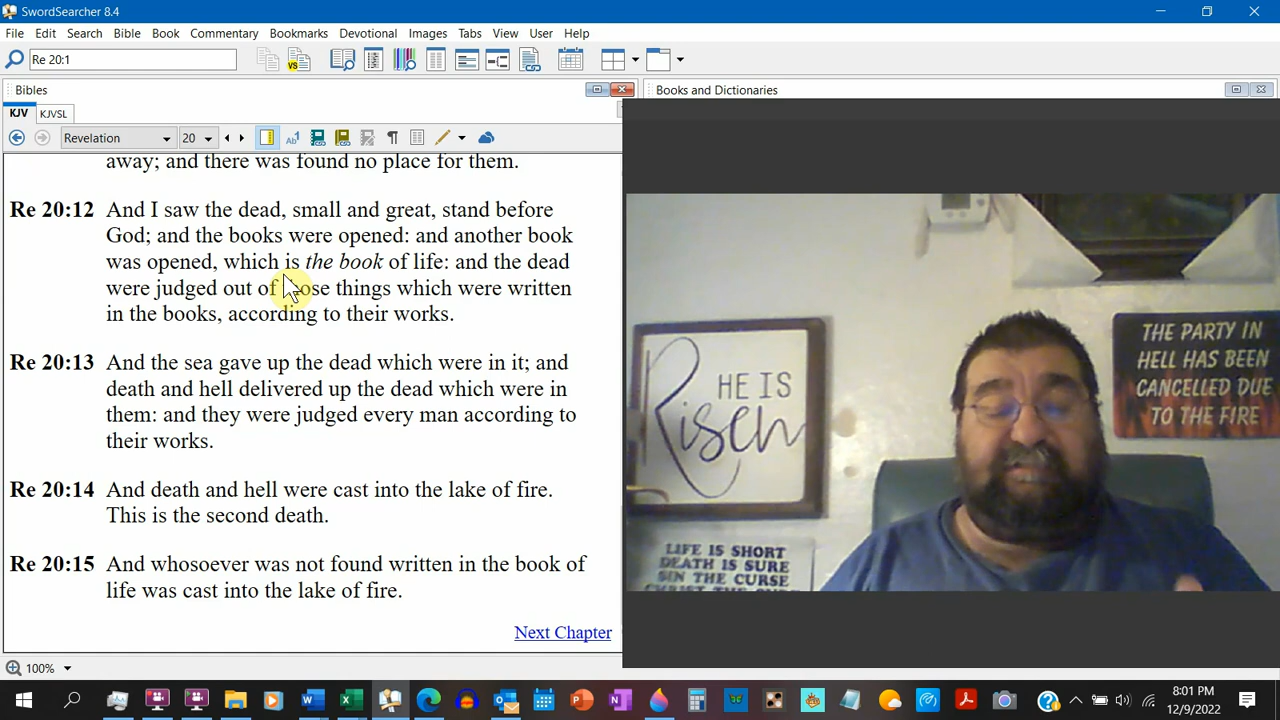 SwordSearcher 8.4
File Edit Search Bible Book Commentary Bookmarks Devotional Images Tabs View User Help
Re 20:1
Bibles
Books and Dictionaries
KJV KJVSL
Revelation 20
away; and there was found no place for them.
Re 20:12 And I saw the dead, small and great, stand before
God; and the books were opened: and another book
was opened, which is the book of life: and the dead
were judged out of those things which were written
in the books, according to their works.
Re 20:13 And the sea gave up the dead which were in it; and
death and hell delivered up the dead which were in
them: and they were judged every man according to
their works.
Re 20:14 And death and hell were cast into the lake of fire.
This is the second death.
Re 20:15 And whosoever was not found written in the book of
life was cast into the lake of fire.
Next Chapter
100%
HE IS
Risen
THE PARTY IN
HELL HAS BEEN
CANCELLED DUE
TO THE FIRE
LIFE IS SHORT
DEATH IS SURE
SIN THE CURSE
CHRIST THE
8:01 PM
12/9/2022